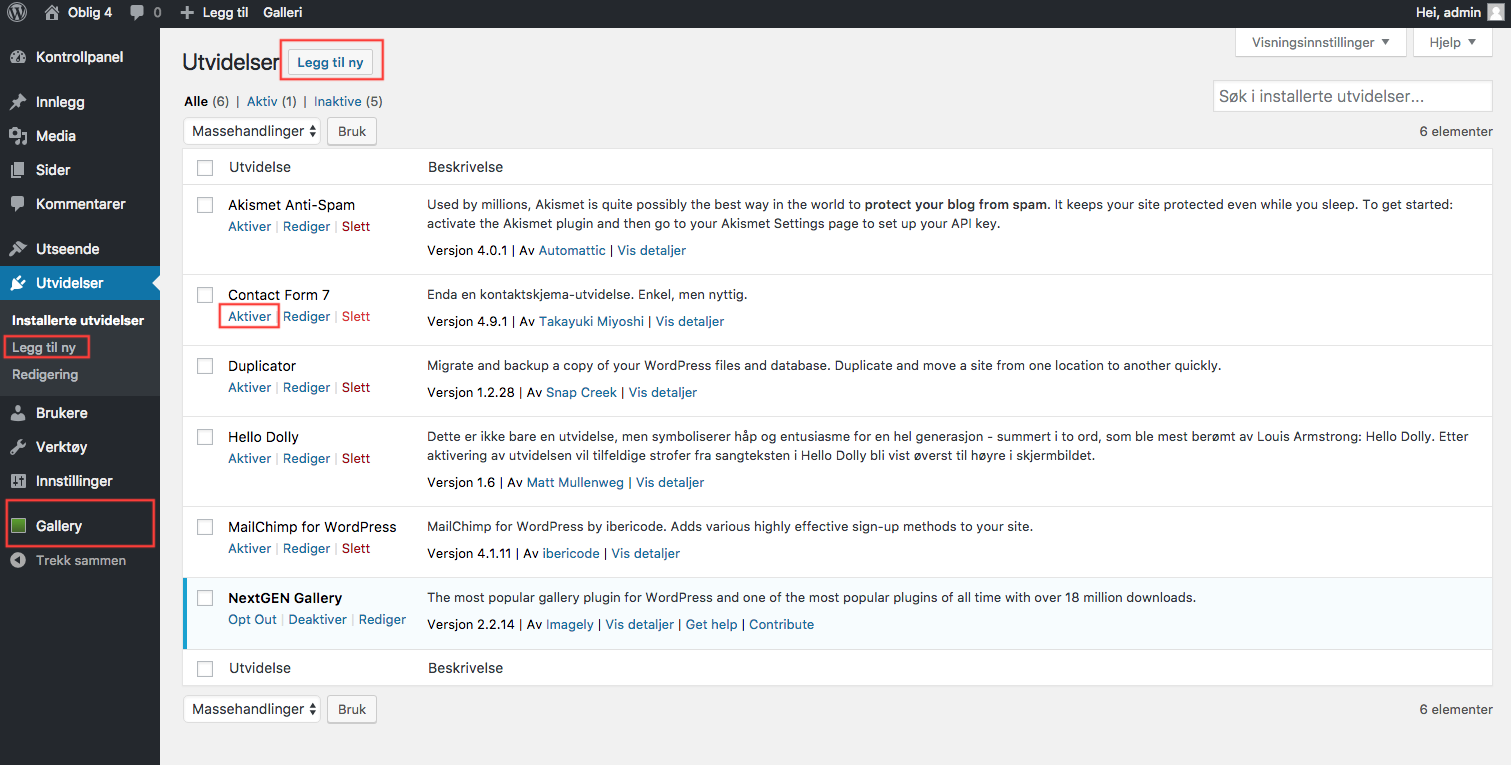 Oblig 4 0 Legg til Galleri Hei, admin
Kontrollpanel
Innlegg
Media
Sider
Kommentarer
Utseende
Utvidelser
Installerte utvidelser
Legg til ny
Redigering
Brukere
Verktøy
Innstillinger
Gallery
Trekk sammen
Visningsinnstillinger Hjelp
Utvidelser Legg til ny
Alle (6) | Aktiv (1) | Inaktive (5)
Søk i installerte utvidelser...
Massehandlinger Bruk
6 elementer
Utvidelse Beskrivelse
Akismet Anti-Spam
Aktiver | Rediger | Slett
Used by millions, Akismet is quite possibly the best way in the world to protect your blog from spam. It keeps your site protected even while you sleep. To get started:
activate the Akismet plugin and then go to your Akismet Settings page to set up your API key.
Versjon 4.0.1 | Av Automattic | Vis detaljer
Contact Form 7
Aktiver Rediger | Slett
Enda en kontaktskjema-utvidelse. Enkel, men nyttig.
Versjon 4.9.1 | Av Takayuki Miyoshi | Vis detaljer
Duplicator
Aktiver | Rediger | Slett
Migrate and backup a copy of your WordPress files and database. Duplicate and move a site from one location to another quickly.
Versjon 1.2.28 | Av Snap Creek | Vis detaljer
Hello Dolly
Aktiver | Rediger | Slett
Dette er ikke bare en utvidelse, men symboliserer håp og entusiasme for en hel generasjon - summert i to ord, som ble mest berømt av Louis Armstrong: Hello Dolly. Etter
aktivering av utvidelsen vil tilfeldige strofer fra sangteksten i Hello Dolly bli vist øverst til høyre i skjermbildet.
Versjon 1.6 | Av Matt Mullenweg | Vis detaljer
MailChimp for WordPress
Aktiver | Rediger | Slett
MailChimp for WordPress by ibericode. Adds various highly effective sign-up methods to your site.
Versjon 4.1.11 | Av ibericode | Vis detaljer
NextGEN Gallery
Opt Out | Deaktiver | Rediger
The most popular gallery plugin for WordPress and one of the most popular plugins of all time with over 18 million downloads.
Versjon 2.2.14 | Av Imagely | Vis detaljer | Get help | Contribute
Utvidelse Beskrivelse
Massehandlinger Bruk
6 elementer